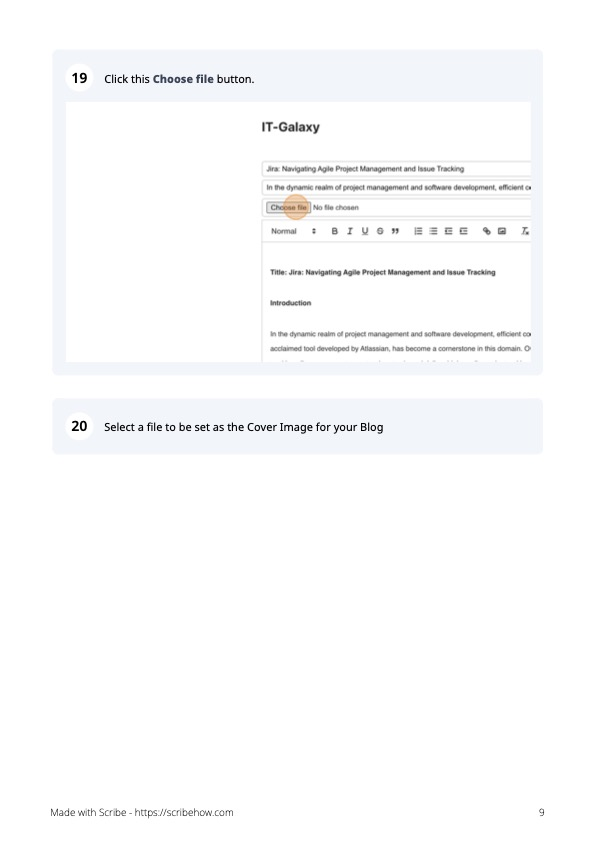 19 Click this Choose file button.
IT-Galaxy
Jira: Navigating Agile Project Management and Issue Tracking
In the dynamic realm of project management and software development, efficient co
Choose file No file chosen
Normal B I U S
Title: Jira: Navigating Agile Project Management and Issue Tracking
Introduction
In the dynamic realm of project management and software development, efficient co
acclaimed tool developed by Atlassian, has become a cornerstone in this domain. O
20 Select a file to be set as the Cover Image for your Blog
Made with Scribe - https://scribehow.com 9